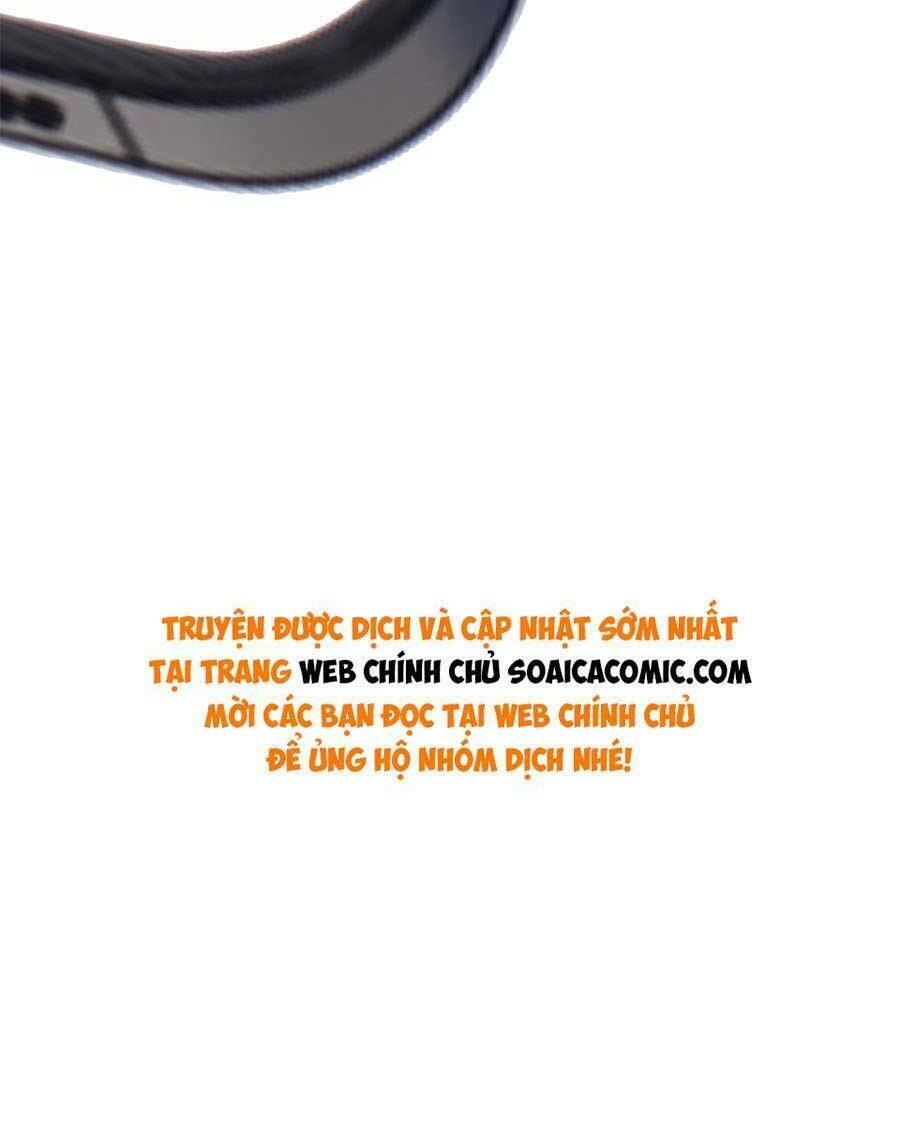 TRUYỆN ĐƯỢC DỊCH VÀ CẬP NHẬT SỚM NHẤT
TẠI TRANG WEB CHÍNH CHỦ SOAICACOMIC.COM
MỜI CÁC BẠN ĐỌC TẠI WEB CHÍNH CHỦ
ĐỂ ỦNG HỘ NHÓM DỊCH NHÉ!